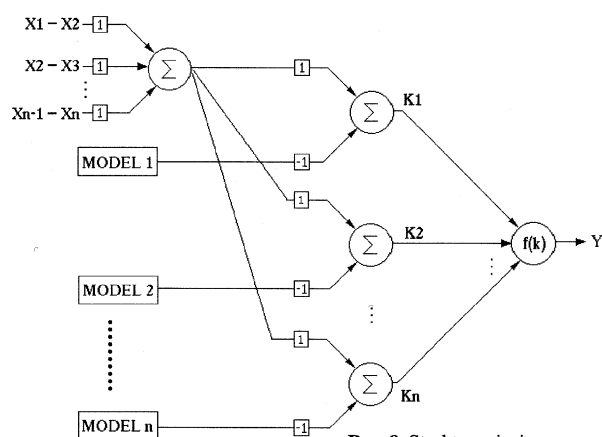 X1 – X2 1
X2 – X3 1
Xn-1 – Xn 1
Σ
1
Σ
K1
MODEL 1
-1
1
Σ
K2
f(k)
Y
MODEL 2
-1
1
Σ
Kn
MODEL n
-1